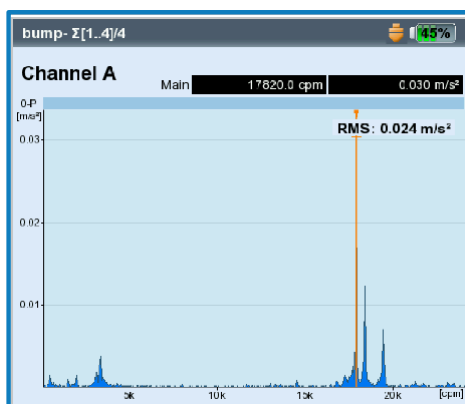 bump- Σ[1..4]/4
45%
Channel A
Main 17820.0 cpm 0.030 m/s²
0-P
[m/s²]
RMS: 0.024 m/s²
0.03
0.02
0.01
5k 10k 15k 20k [cpm]